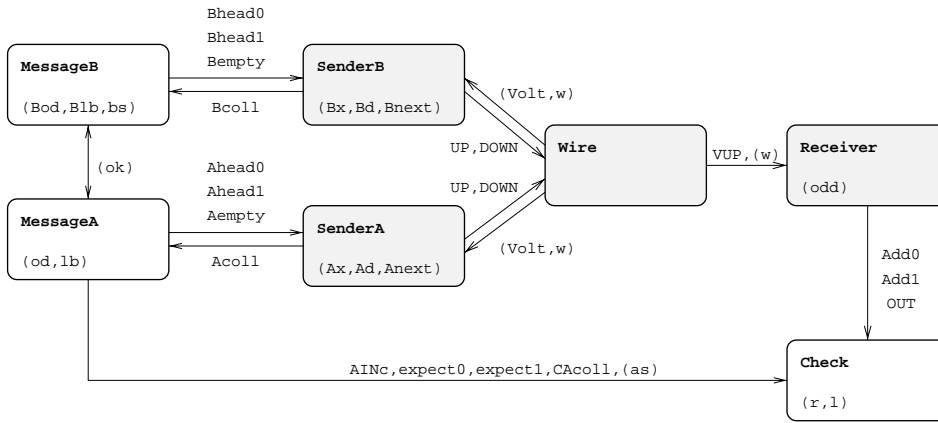 Bhead0
Bhead1
Bempty
MessageB
(Bod,Blb,bs)
Bcoll
SenderB
(Bx,Bd,Bnext)
(Volt,w)
UP,DOWN
Wire
VUP,(w)
Receiver
(odd)
(ok)
Ahead0
Ahead1
Aempty
MessageA
(od,lb)
Acoll
SenderA
(Ax,Ad,Anext)
UP,DOWN
(Volt,w)
Add0
Add1
OUT
AINc,expect0,expect1,CAcoll,(as)
Check
(r,l)